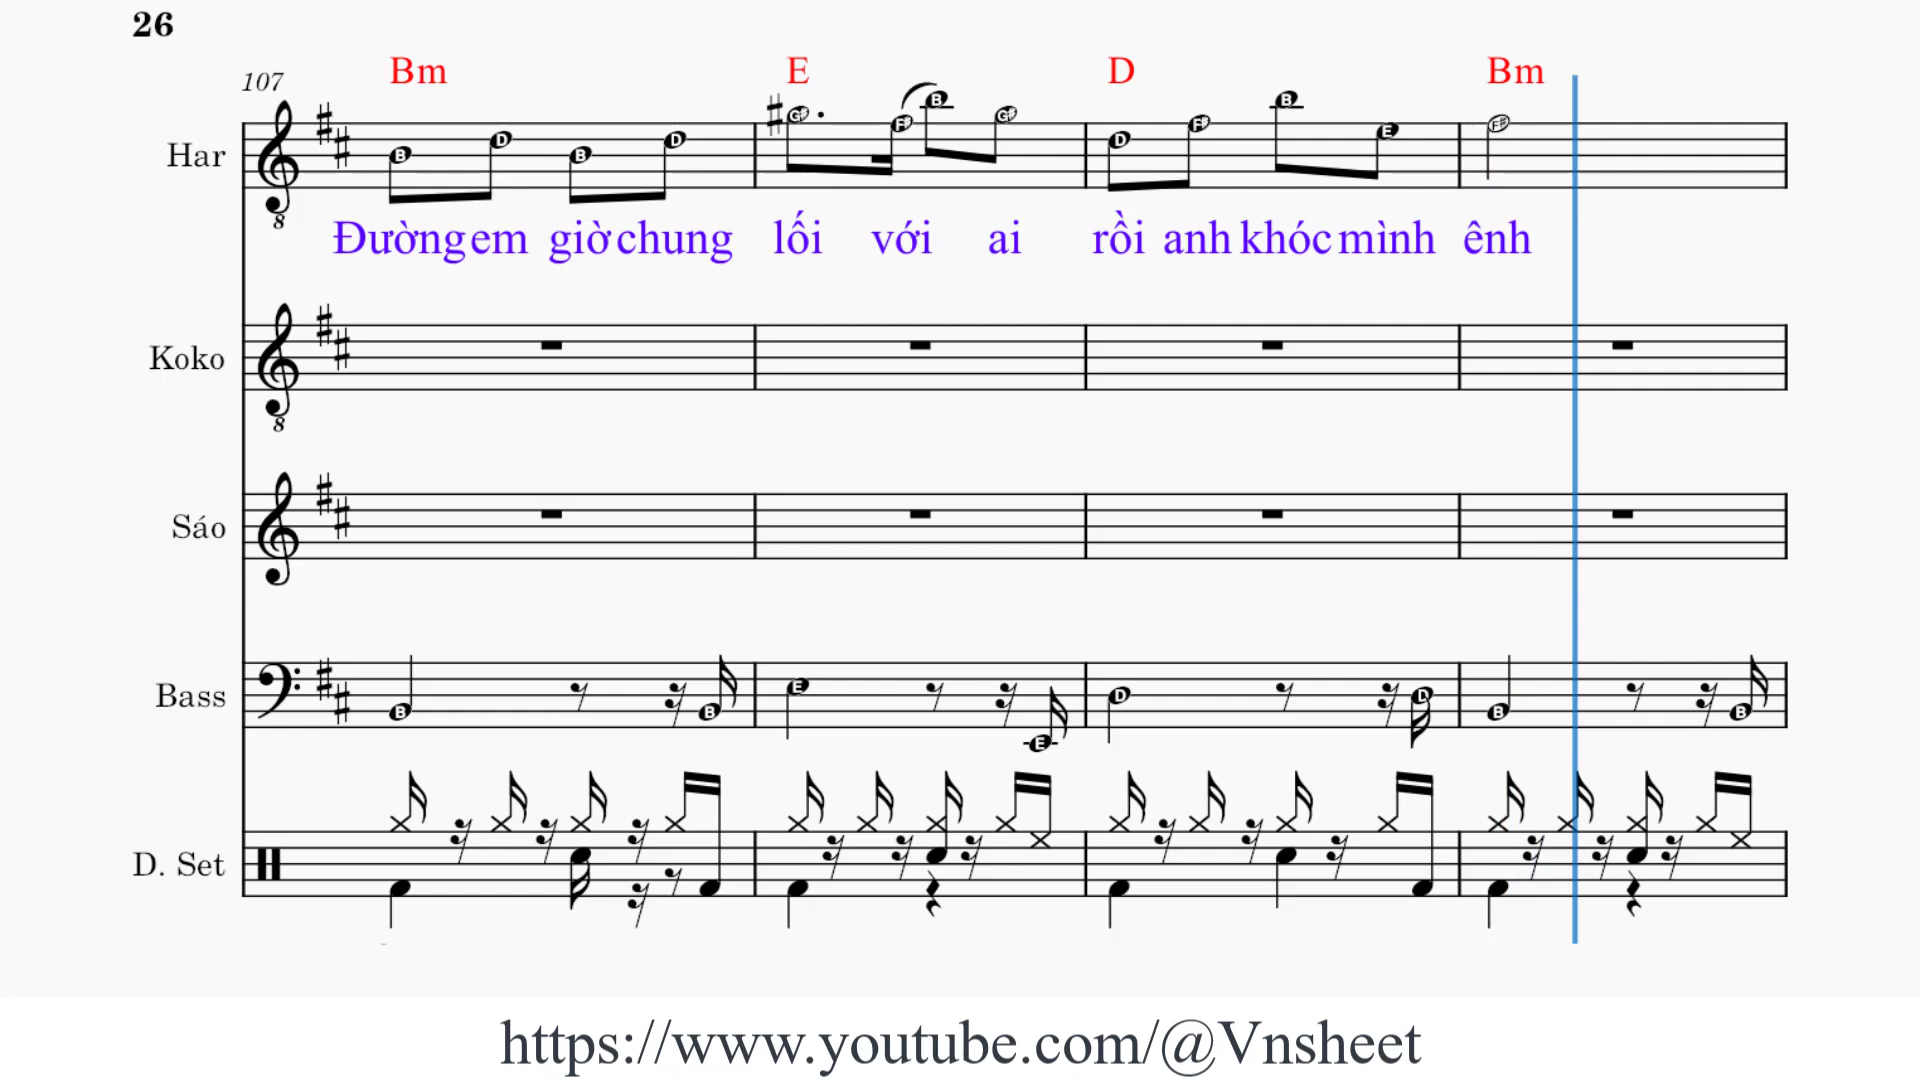 26
107
Bm E D Bm
Har
Đường em giờ chung lối với ai rồi anh khóc mình ênh
Koko
Sáo
Bass
D. Set
https://www.youtube.com/@Vnsheet